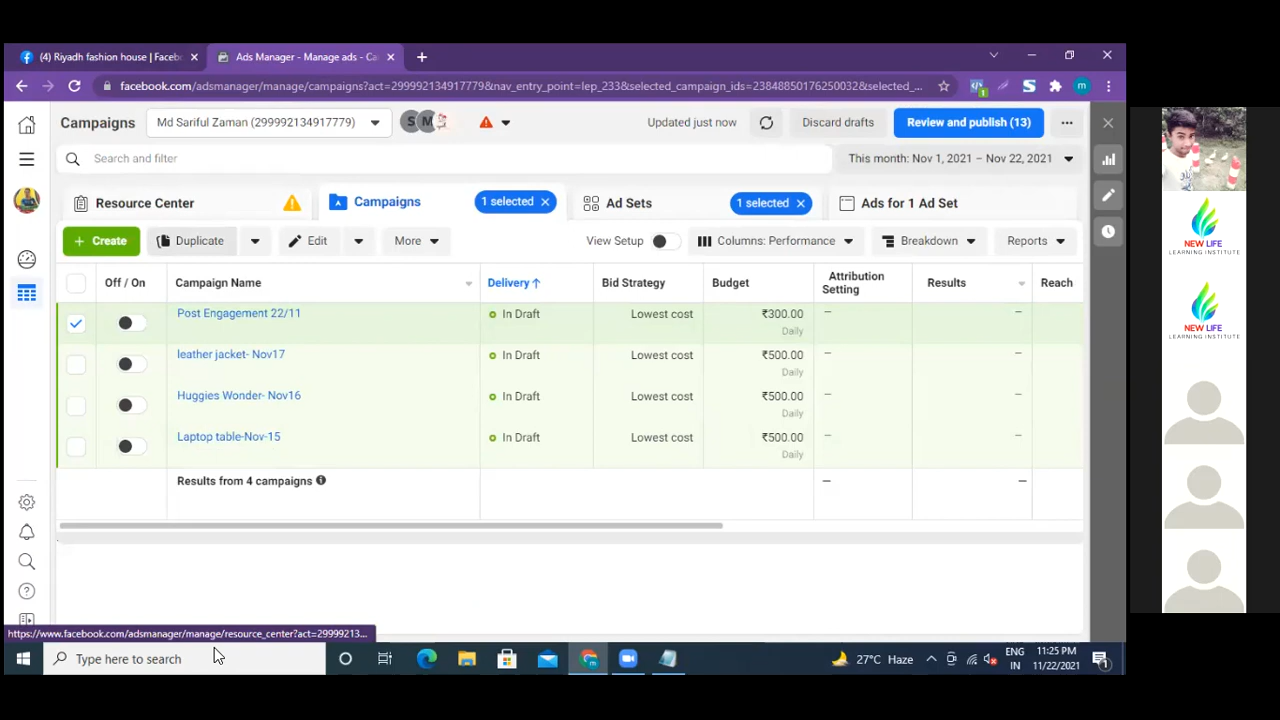 (4) Riyadh fashion house | Faceb
Ads Manager - Manage ads - Ca
facebook.com/adsmanager/manage/campaigns?act=299992134917779&nav_entry_point=lep_233&selected_campaign_ids=23848850176250032&selected_...
Campaigns
Md Sariful Zaman (299992134917779)
S M
Updated just now
Discard drafts
Review and publish (13)
Search and filter
This month: Nov 1, 2021 – Nov 22, 2021
Resource Center
Campaigns
1 selected
Ad Sets
1 selected
Ads for 1 Ad Set
+ Create
Duplicate
Edit
More
View Setup
Columns: Performance
Breakdown
Reports
Off / On
Campaign Name
Delivery ↑
Bid Strategy
Budget
Attribution
Setting
Results
Reach
Post Engagement 22/11
In Draft
Lowest cost
₹300.00
Daily
leather jacket- Nov17
In Draft
Lowest cost
₹500.00
Daily
Huggies Wonder- Nov16
In Draft
Lowest cost
₹500.00
Daily
Laptop table-Nov-15
In Draft
Lowest cost
₹500.00
Daily
Results from 4 campaigns
https://www.facebook.com/adsmanager/manage/resource_center?act=29999213...
Type here to search
27°C Haze
ENG
IN
11:25 PM
11/22/2021
NEW LIFE
LEARNING INSTITUTE
NEW LIFE
LEARNING INSTITUTE